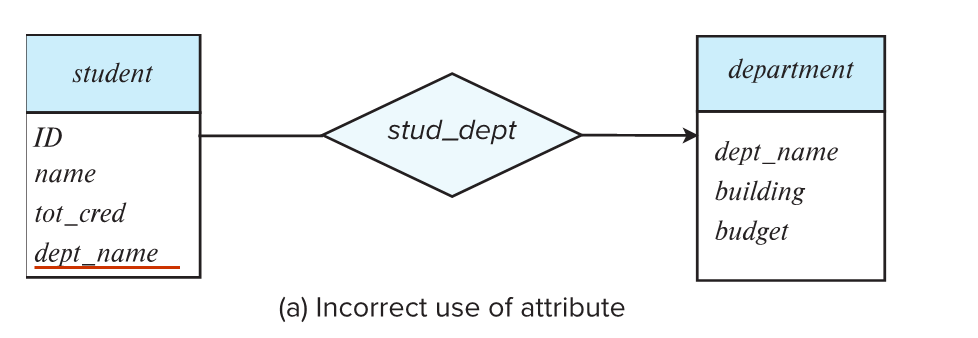 student
ID
name
tot_cred
dept_name
stud_dept
department
dept_name
building
budget
(a) Incorrect use of attribute